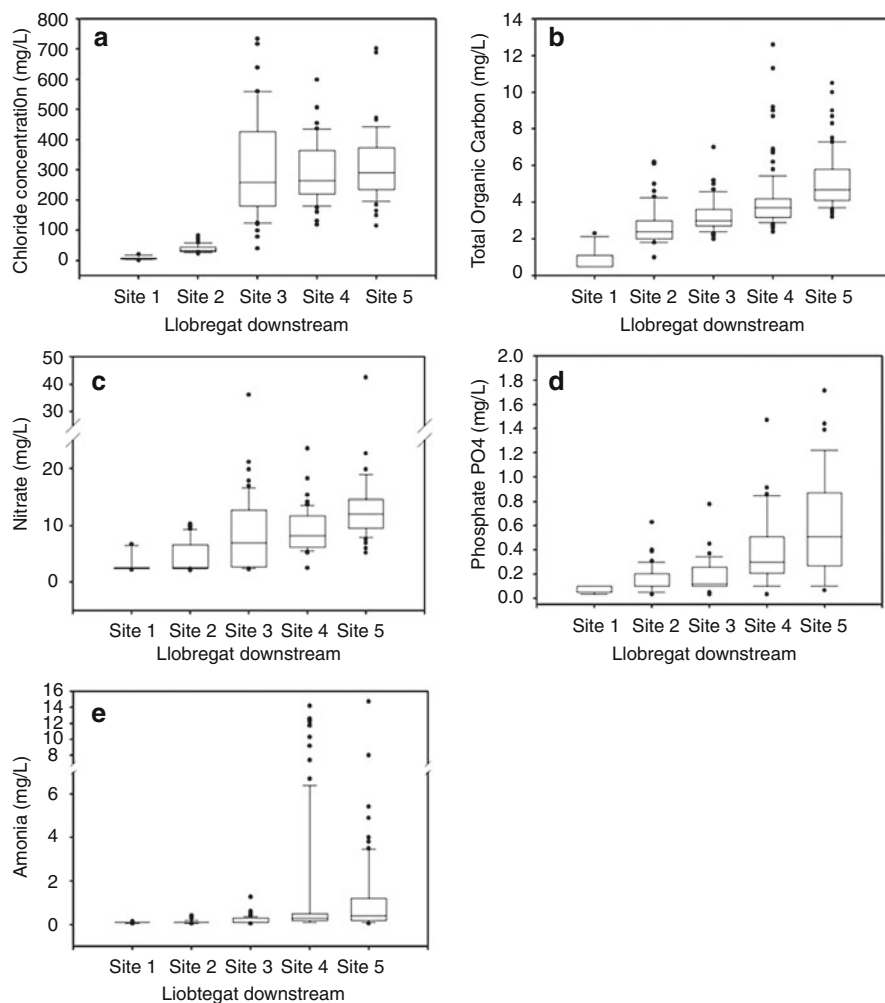 a
Chloride concentrati0n (mg/L)
800
700
600
500
400
300
200
100
0
Site 1 Site 2 Site 3 Site 4 Site 5
Llobregat downstream
b
Total Organic Carbon (mg/L)
14
12
10
8
6
4
2
0
Site 1 Site 2 Site 3 Site 4 Site 5
Llobregat downstream
c
Nitrate (mg/L)
50
40
30
20
10
0
Site 1 Site 2 Site 3 Site 4 Site 5
Llobregat downstream
d
Phosphate PO4 (mg/L)
2.0
1.8
1.6
1.4
1.2
1.0
0.8
0.6
0.4
0.2
0.0
Site 1 Site 2 Site 3 Site 4 Site 5
Llobregat downstream
e
Amonia (mg/L)
16
14
12
10
8
6
4
2
0
Site 1 Site 2 Site 3 Site 4 Site 5
Liobtegat downstream